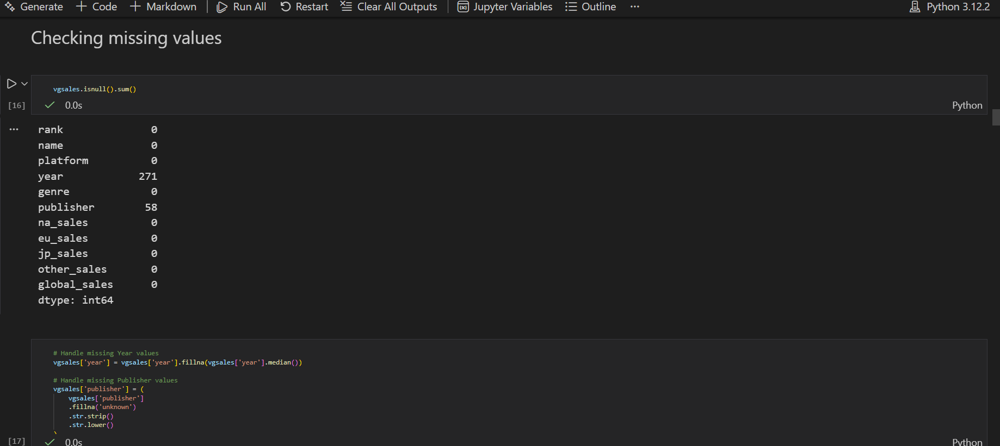 Generate + Code + Markdown Run All Restart Clear All Outputs Jupyter Variables Outline ... Python 3.12.2
Checking missing values
vgsales.isnull().sum()
[16] 0.0s Python
... rank 0
name 0
platform 0
year 271
genre 0
publisher 58
na_sales 0
eu_sales 0
jp_sales 0
other_sales 0
global_sales 0
dtype: int64
# Handle missing Year values
vgsales['year'] = vgsales['year'].fillna(vgsales['year'].median())
# Handle missing Publisher values
vgsales['publisher'] = (
vgsales['publisher']
.fillna('unknown')
.str.strip()
.str.lower()
)
[17] 0.0s Python